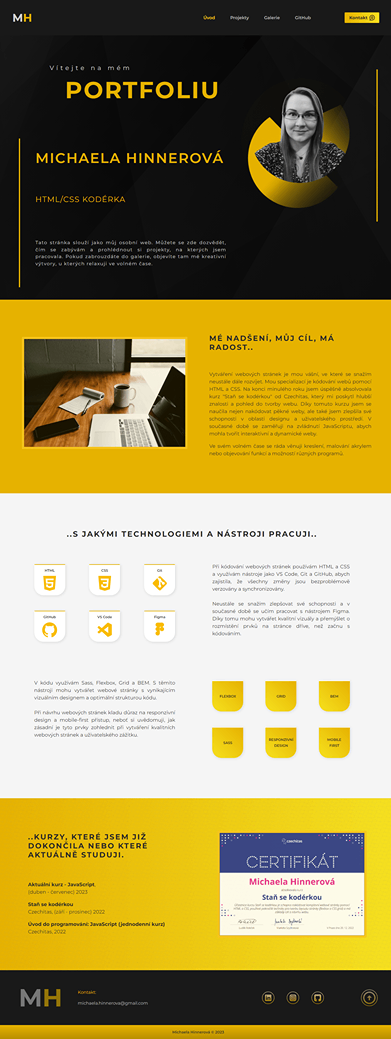 MH
Úvod
Projekty
Galerie
GitHub
Kontakt
Vítejte na mém
PORTFOLIU
MICHAELA HINNEROVÁ
HTML/CSS KODÉRKA
Tato stránka slouží jako můj osobní web. Můžete se zde dozvědět,
čím se zabývám a prohlédnout si projekty, na kterých jsem
pracovala. Pokud zabrouzdáte do galerie, objevíte tam mé kreativní
výtvory, u kterých relaxuji ve volném čase.
MÉ NADŠENÍ, MŮJ CÍL, MÁ
RADOST..
Vytváření webových stránek je mou vášní, ve které se snažím
neustále dále rozvíjet. Mou specializací je kódování webů pomocí
HTML a CSS. Na konci minulého roku jsem úspěšně absolvovala
kurz "Staň se kodérkou" od Czechitas, který mi poskytl hlubší
znalosti a pohled do tvorby webu. Díky tomuto kurzu jsem se
naučila nejen nakódovat pěkné weby, ale také jsem zlepšila své
schopnosti v oblasti designu a uživatelského prostředí. V
současné době se zaměřuji na zvládnutí JavaScriptu, abych
mohla tvořit interaktivní a dynamické weby.
Ve svém volném čase se ráda věnuji kreslení, malování akrylem
nebo objevování funkcí a možností různých programů.
..S JAKÝMI TECHNOLOGIEMI A NÁSTROJI PRACUJI..
HTML
CSS
Git
GitHub
VS Code
Figma
Při kódování webových stránek používám HTML a CSS
a využívám nástroje jako VS Code, Git a GitHub, abych
zajistila, že všechny změny jsou bezproblémově
verzovány a synchronizovány.
Neustále se snažím zlepšovat své schopnosti a v
současné době se učím pracovat s nástrojem Figma.
Díky tomu mohu vytvářet kvalitní vizuály a přemýšlet o
rozmístění prvků na stránce dříve, než začnu s
kódováním.
V kódu využívám Sass, Flexbox, Grid a BEM. S těmito
nástroji mohu vytvářet webové stránky s vynikajícím
vizuálním designem a optimální strukturou kódu.
Při návrhu webových stránek kladu důraz na responzivní
design a mobile-first přístup, neboť si uvědomuji, jak
zásadní je tyto prvky zohlednit při vytváření kvalitních
webových stránek a uživatelského zážitku.
FLEXBOX
GRID
BEM
SASS
RESPONZIVNÍ
DESIGN
MOBILE
FIRST
..KURZY, KTERÉ JSEM JIŽ
DOKONČILA NEBO KTERÉ
AKTUÁLNĚ STUDUJI.
Aktuální kurz - JavaScript,
(duben - červenec) 2023
Staň se kodérkou
Czechitas, (září - prosinec) 2022
Úvod do programování: JavaScript (jednodenní kurz)
Czechitas, 2022
CZECHITAS
CERTIFIKÁT
Michaela Hinnerová
Staň se kodérkou
MH
Kontakt:
michaela.hinnerova@gmail.com
Michaela Hinnerová © 2023